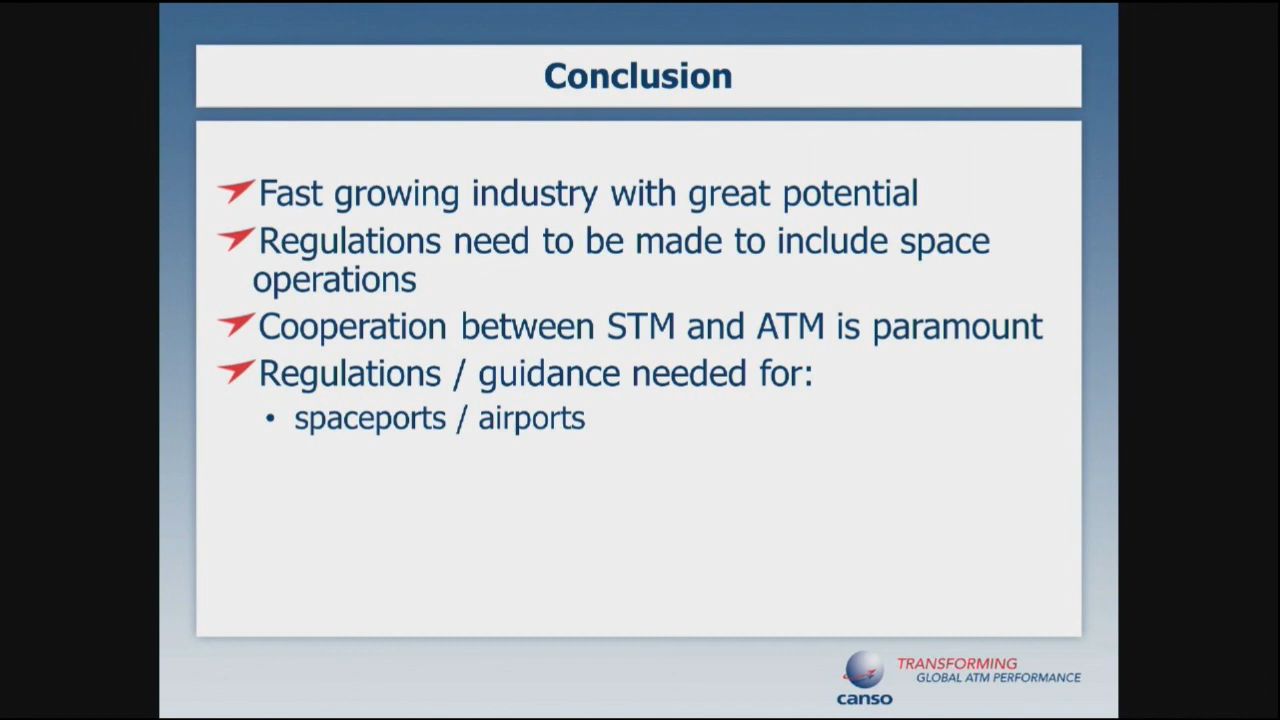 Conclusion
Fast growing industry with great potential
Regulations need to be made to include space
operations
Cooperation between STM and ATM is paramount
Regulations / guidance needed for:
• spaceports / airports
TRANSFORMING
GLOBAL ATM PERFORMANCE
canso